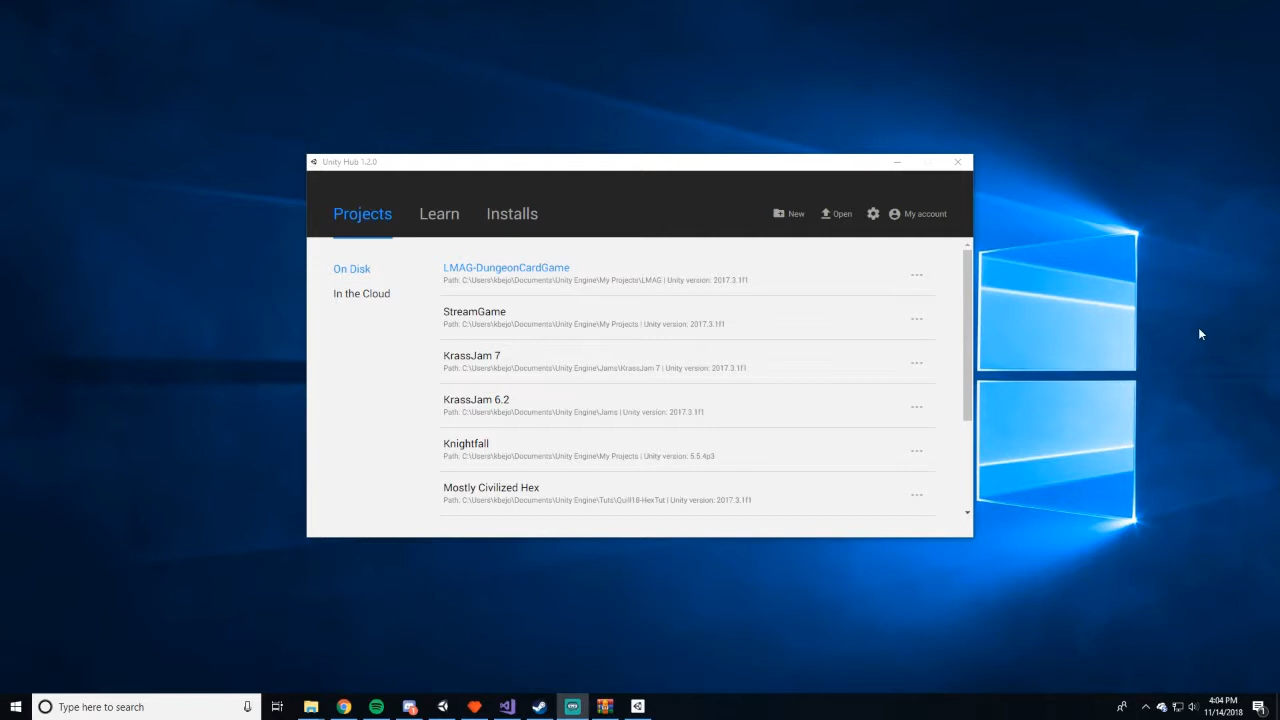 Unity Hub 1.2.0
Projects Learn Installs New Open My account
On Disk
In the Cloud
LMAG-DungeonCardGame
Path: C:\Users\kbejo\Documents\Unity Engine\My Projects\LMAG | Unity version: 2017.3.1f1
StreamGame
Path: C:\Users\kbejo\Documents\Unity Engine\My Projects | Unity version: 2017.3.1f1
KrassJam 7
Path: C:\Users\kbejo\Documents\Unity Engine\Jams\KrassJam 7 | Unity version: 2017.3.1f1
KrassJam 6.2
Path: C:\Users\kbejo\Documents\Unity Engine\Jams | Unity version: 2017.3.1f1
Knightfall
Path: C:\Users\kbejo\Documents\Unity Engine\My Projects | Unity version: 5.5.4p3
Mostly Civilized Hex
Path: C:\Users\kbejo\Documents\Unity Engine\Tuts\Quill18-HexTut | Unity version: 2017.3.1f1
Type here to search
4:04 PM
11/14/2018